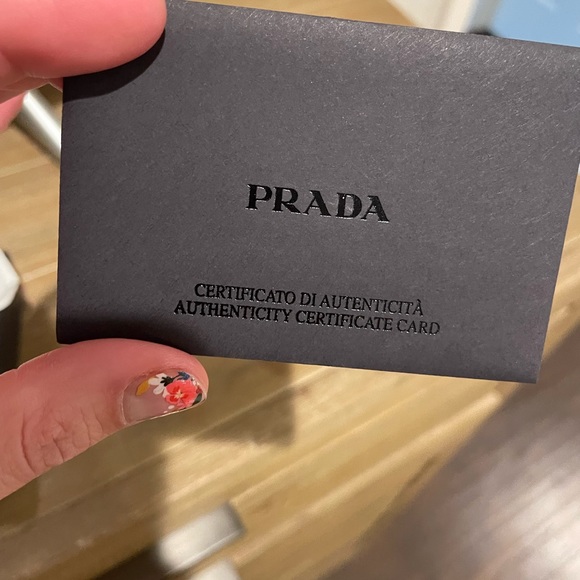 PRADA
CERTIFICATO DI AUTENTICITÀ
AUTHENTICITY CERTIFICATE CARD